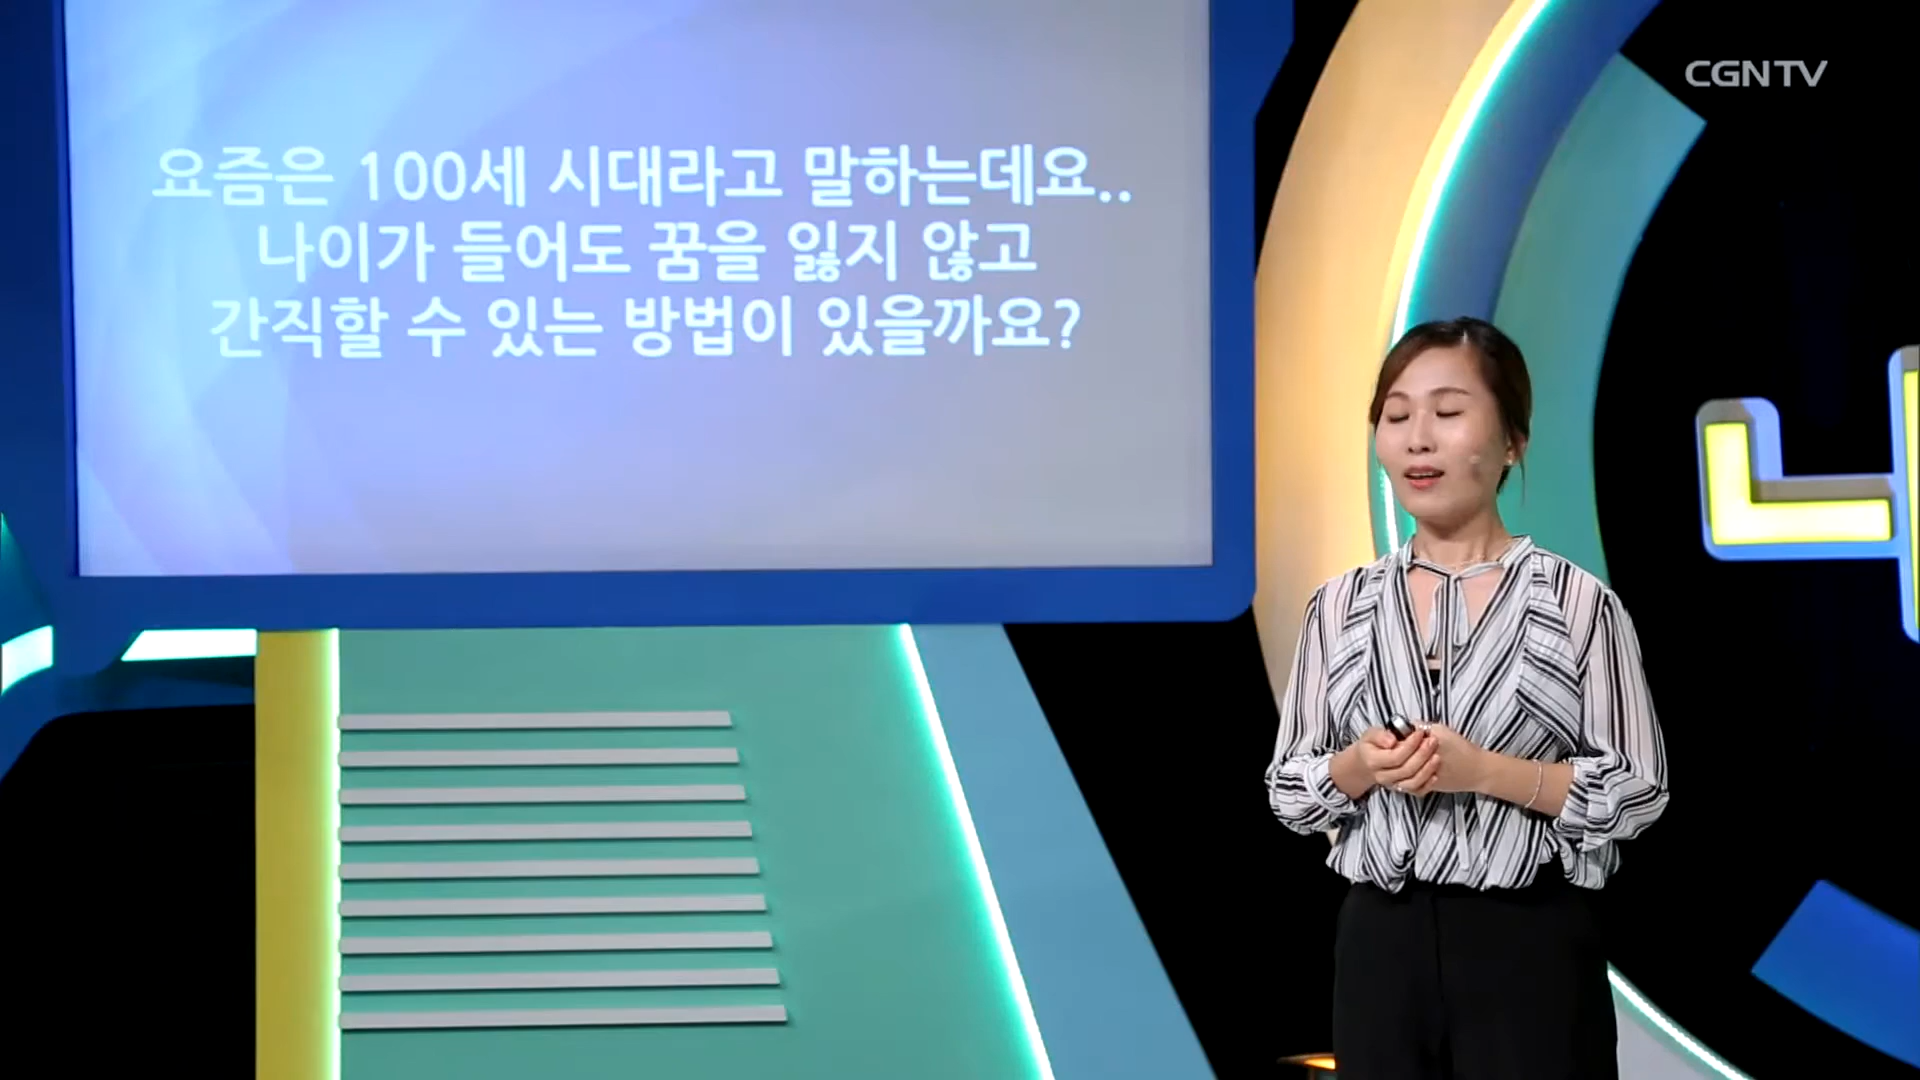 CGNTV
요즘은 100세 시대라고 말하는데요..
나이가 들어도 꿈을 잃지 않고
간직할 수 있는 방법이 있을까요?